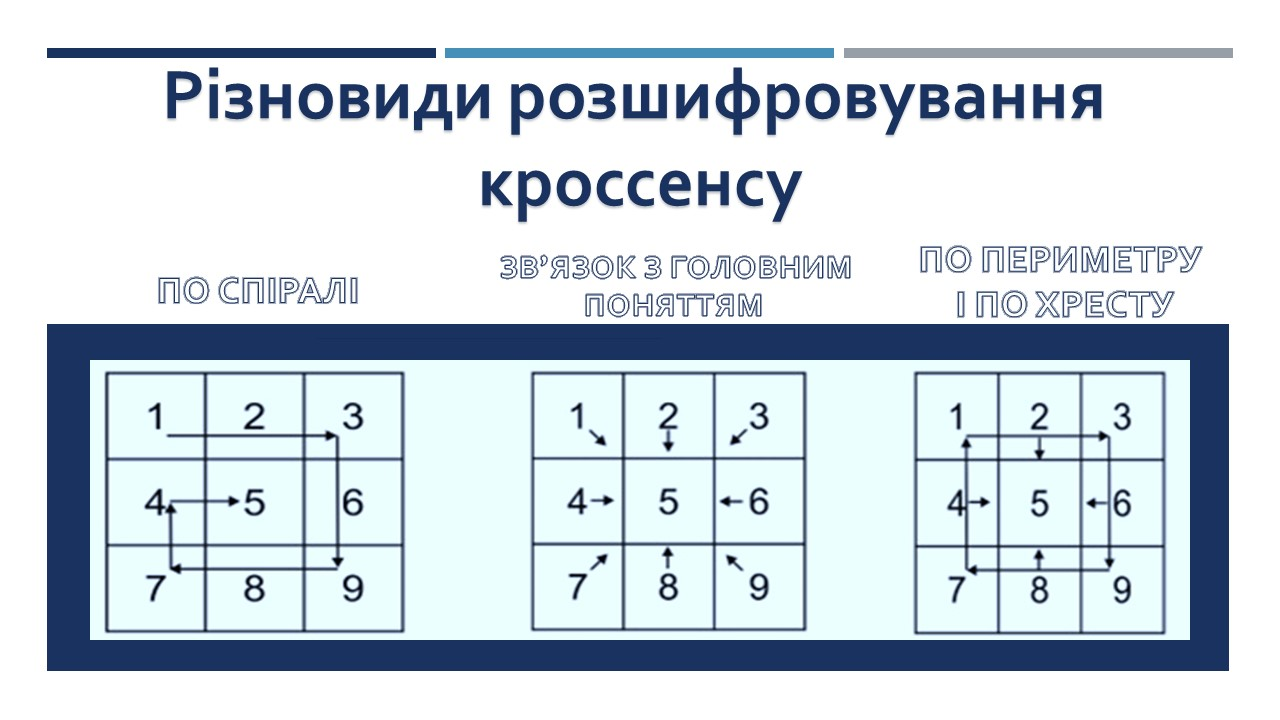 Різновиди розшифровування
кроссенсу
ПО СПІРАЛІ
ЗВ’ЯЗОК З ГОЛОВНИМ
ПОНЯТТЯМ
ПО ПЕРИМЕТРУ
І ПО ХРЕСТУ
1 2 3
4 5 6
7 8 9
1 2 3
4 5 6
7 8 9
1 2 3
4 5 6
7 8 9